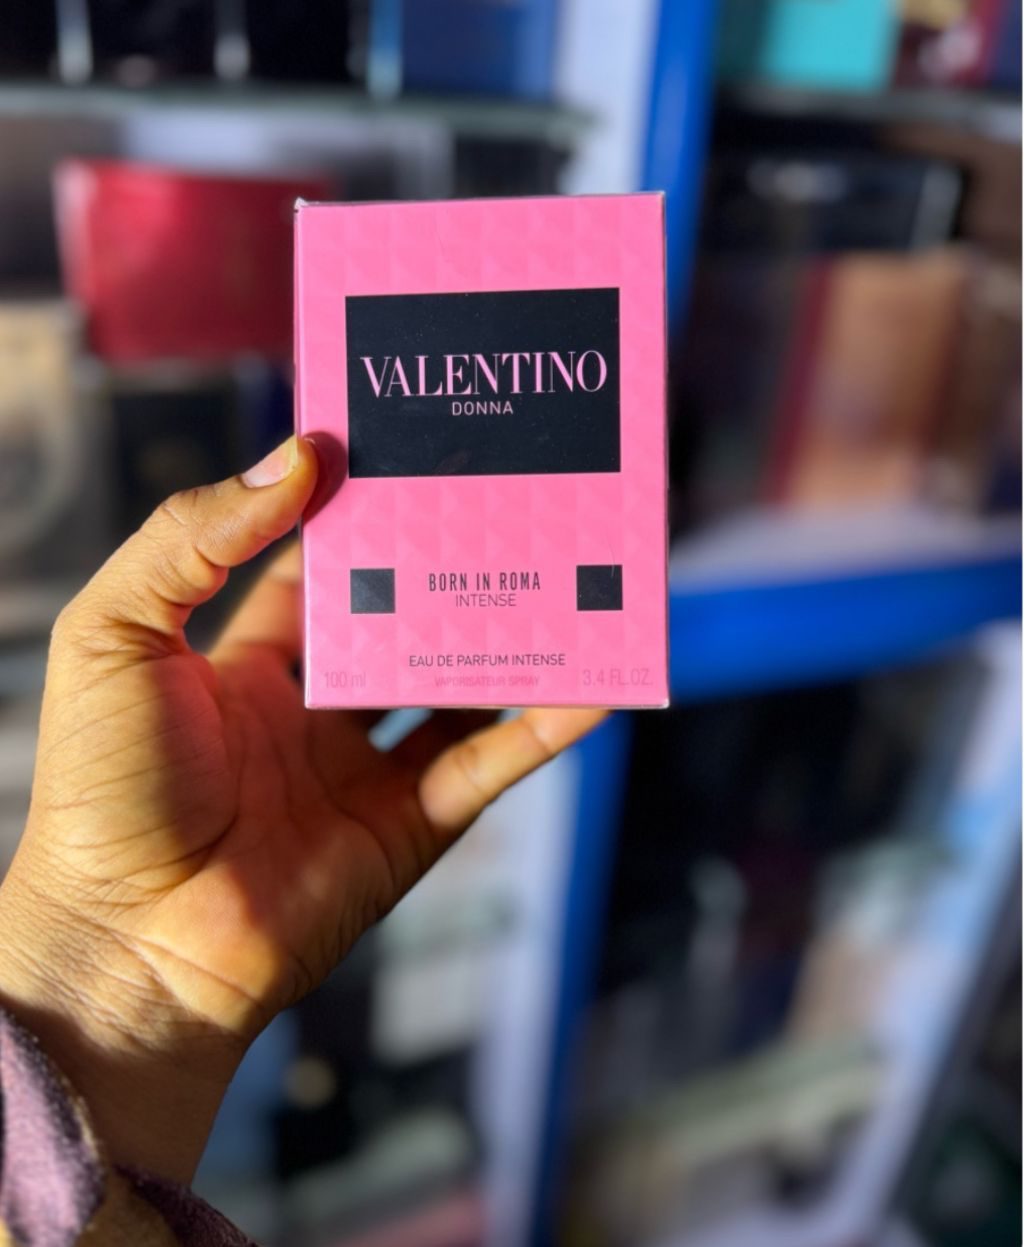 VALENTINO
DONNA
BORN IN ROMA
INTENSE
EAU DE PARFUM INTENSE
100 ml VAPORISATEUR SPRAY 3.4 FL.OZ.